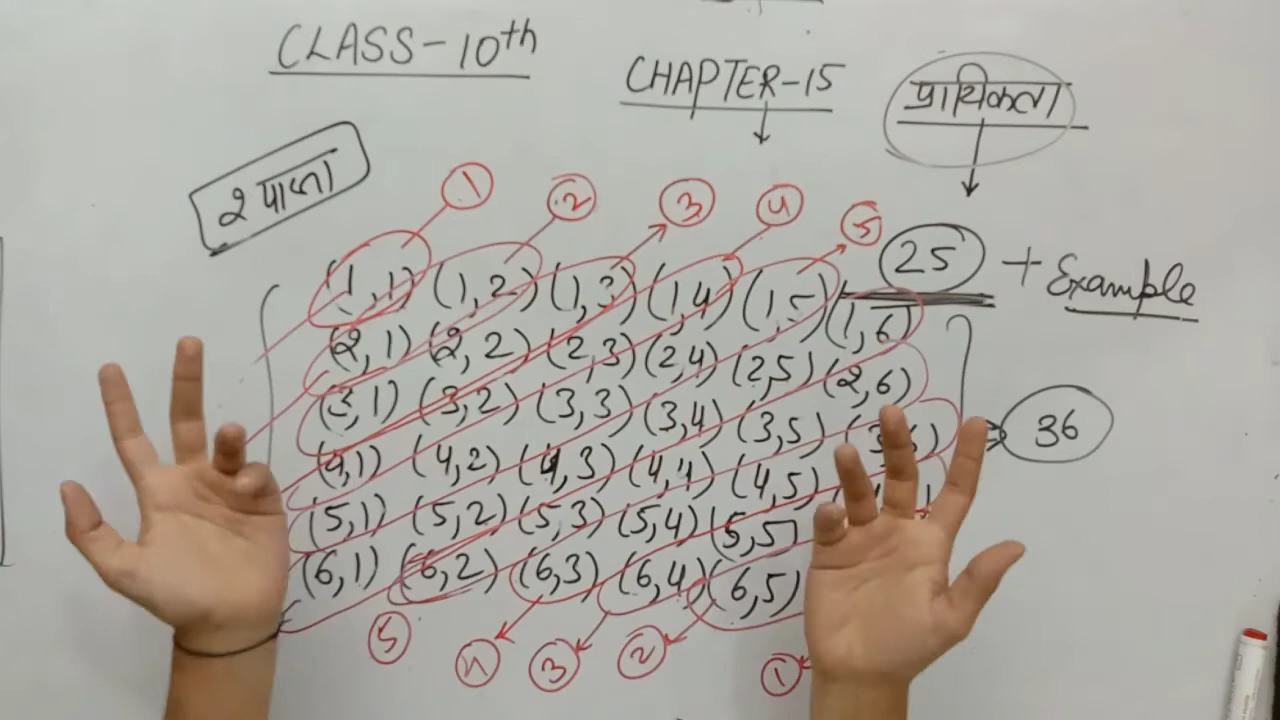 CLASS-10th
CHAPTER-15
प्रायिकता
2 पासा
1 2 3 4 5
25 + Example
(1,1) (1,2) (1,3) (1,4) (1,5) (1,6)
(2,1) (2,2) (2,3) (2,4) (2,5) (2,6)
(3,1) (3,2) (3,3) (3,4) (3,5) (3,6)
(4,1) (4,2) (4,3) (4,4) (4,5)
(5,1) (5,2) (5,3) (5,4) (5,5)
(6,1) (6,2) (6,3) (6,4) (6,5)
= 36
5 4 3 2 1